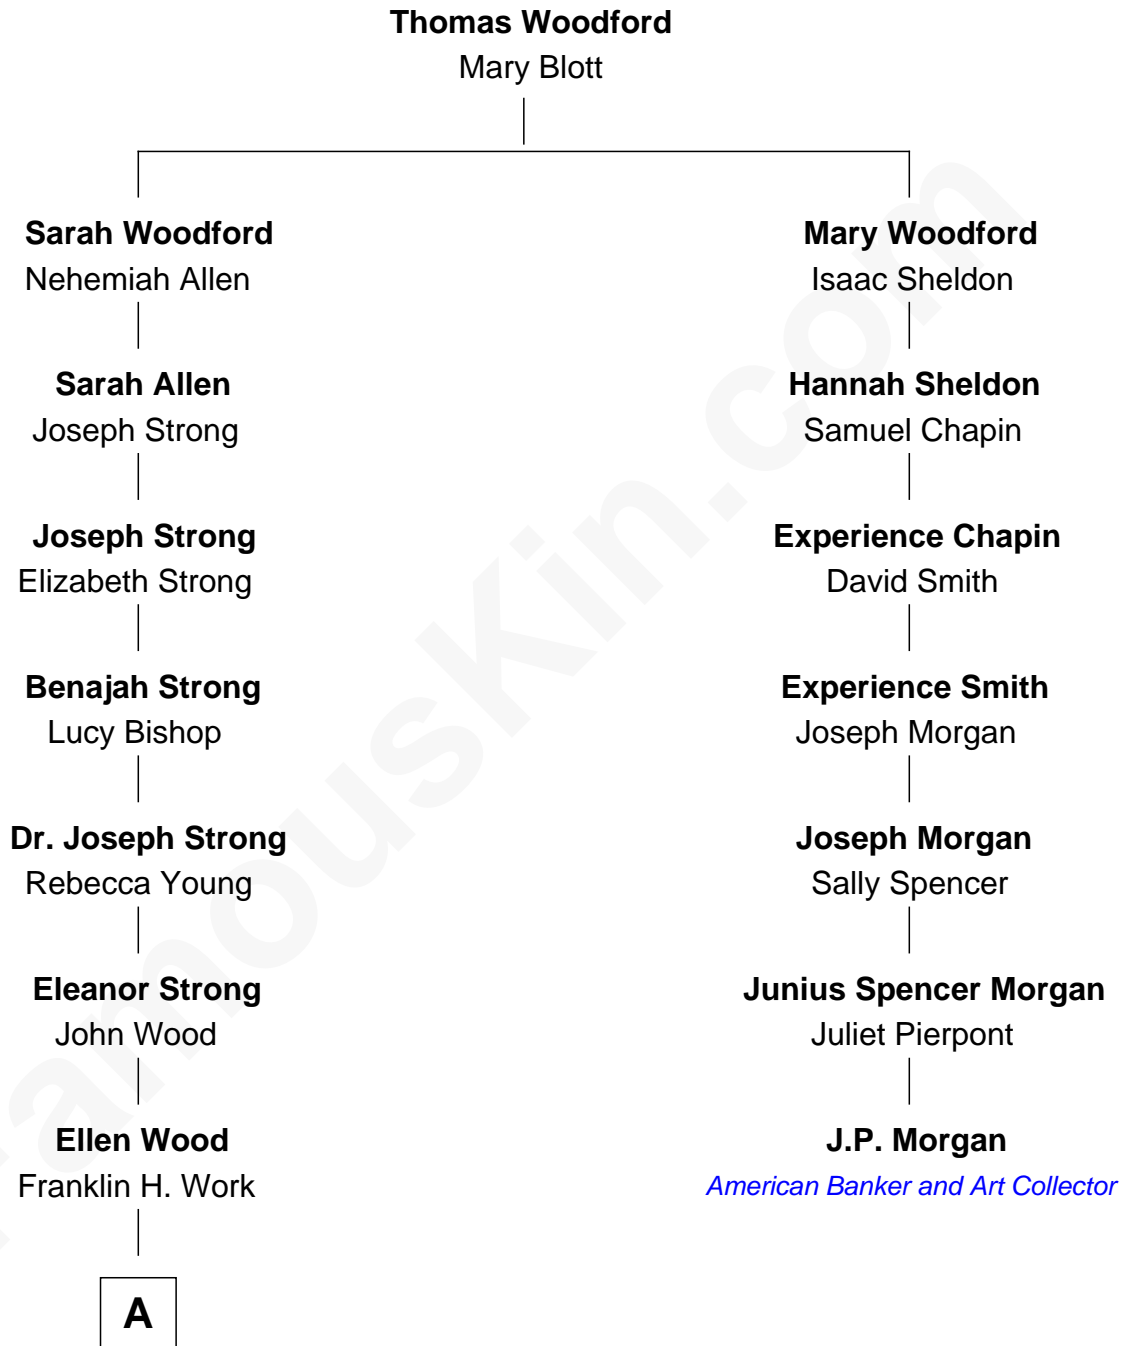 Thomas Woodford
Mary Blott
Sarah Woodford
Nehemiah Allen
Mary Woodford
Isaac Sheldon
Sarah Allen
Joseph Strong
Hannah Sheldon
Samuel Chapin
Joseph Strong
Elizabeth Strong
Experience Chapin
David Smith
Benajah Strong
Lucy Bishop
Experience Smith
Joseph Morgan
Dr. Joseph Strong
Rebecca Young
Joseph Morgan
Sally Spencer
Eleanor Strong
John Wood
Junius Spencer Morgan
Juliet Pierpont
Ellen Wood
Franklin H. Work
J.P. Morgan
American Banker and Art Collector
A
FamousKin.com